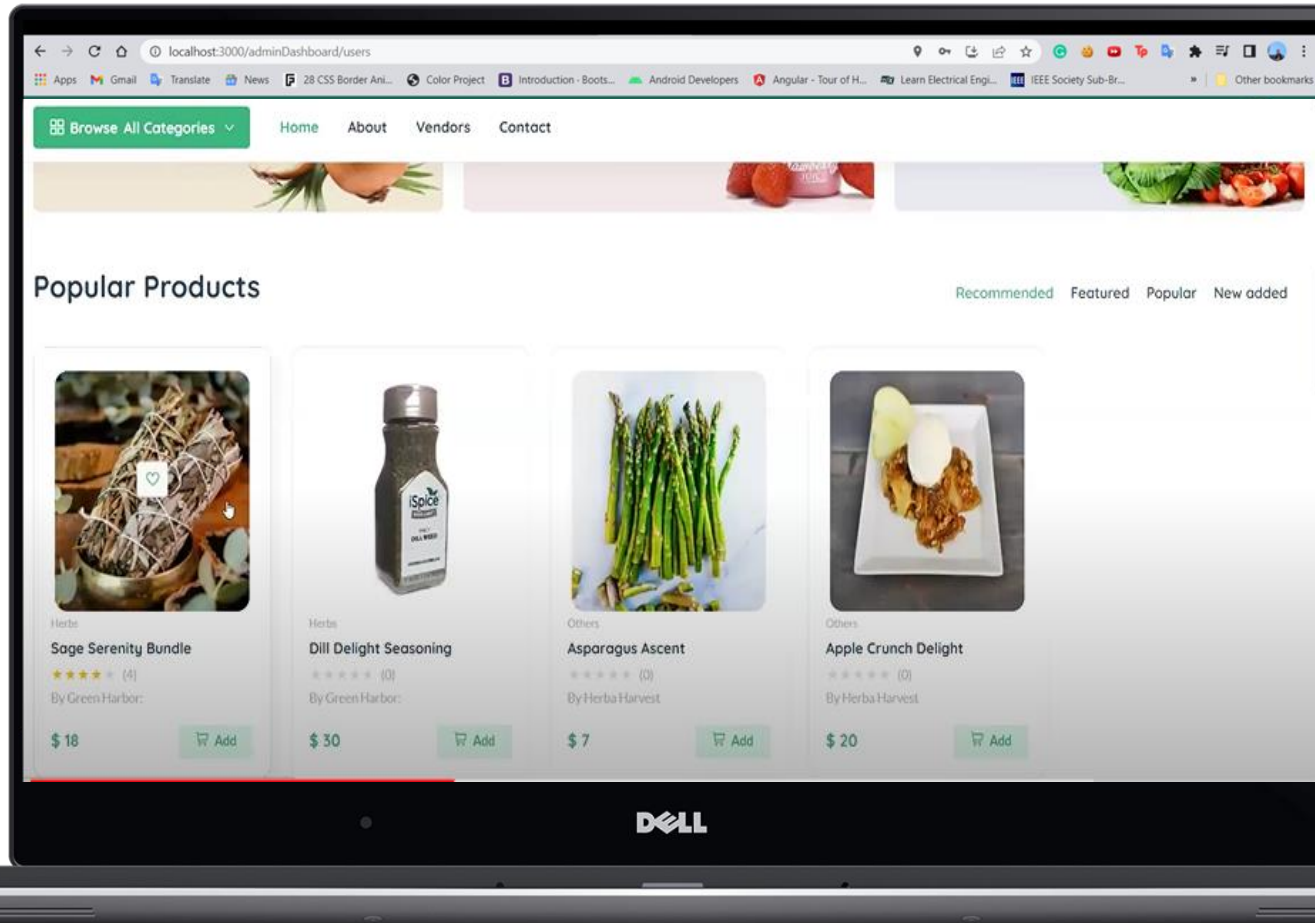 localhost:3000/adminDashboard/users
Apps Gmail Translate News 28 CSS Border Ani... Color Project Introduction - Boots... Android Developers Angular - Tour of H... Learn Electrical Engi... IEEE Society Sub-Br... » Other bookmarks
Browse All Categories Home About Vendors Contact
Popular Products
Recommended Featured Popular New added
iSpice
DILL WEED
Herbs Herbs Others Others
Sage Serenity Bundle Dill Delight Seasoning Asparagus Ascent Apple Crunch Delight
(4) (0) (0) (0)
By Green Harbor: By Green Harbor: By Herba Harvest By Herba Harvest
$ 18 Add $ 30 Add $ 7 Add $ 20 Add
DELL